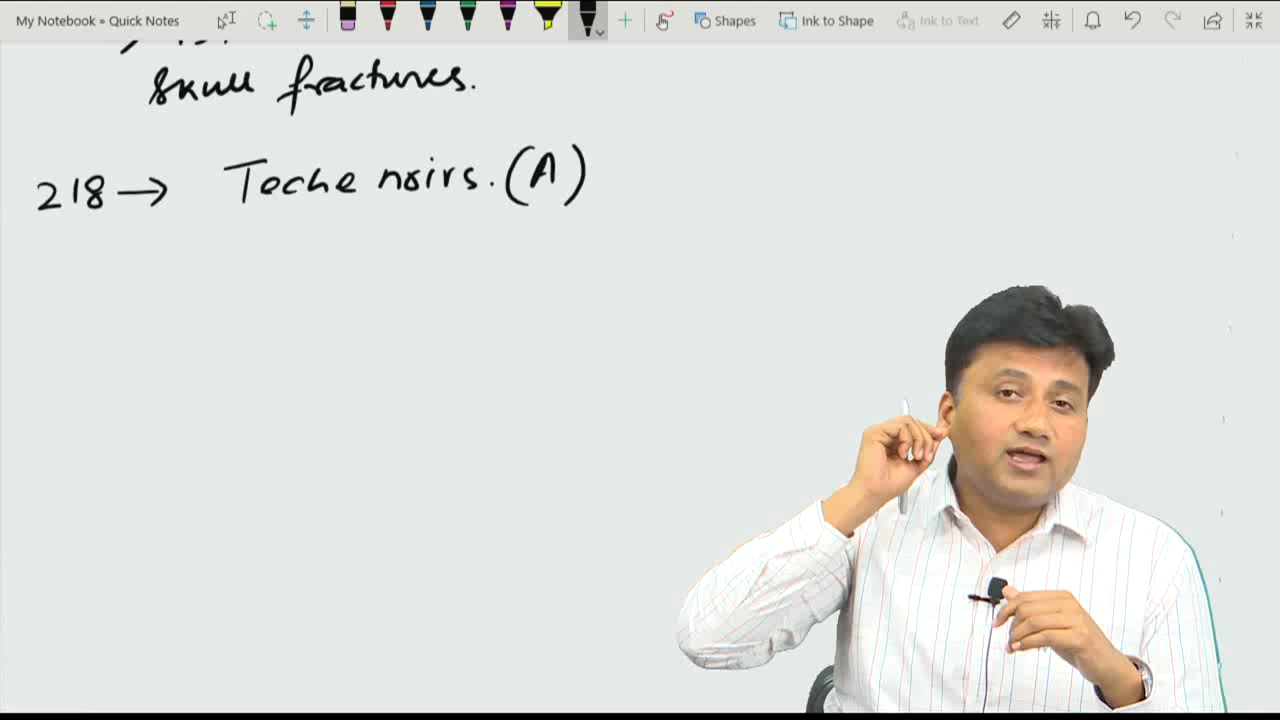 My Notebook » Quick Notes
Shapes
Ink to Shape
Ink to Text
skull fractures.
218 → Teche noirs. (A)